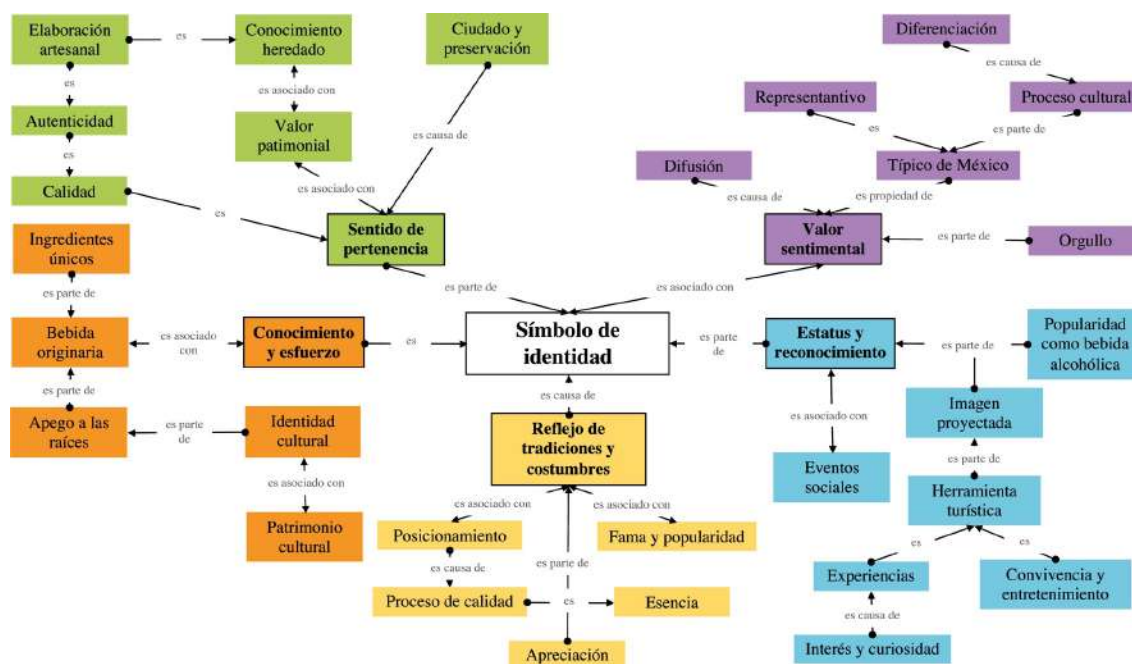 Elaboración
artesanal
es
Conocimiento
heredado
Ciudado y
preservación
es
es asociado con
es causa de
Autenticidad
es
Valor
patimonial
Calidad
es asociado con
es
Sentido de
pertenencia
es parte de
Diferenciación
es causa de
Proceso cultural
Representantivo
es
es parte de
Típico de México
Difusión
es causa de
es propiedad de
Valor
sentimental
es parte de
Orgullo
es asociado con
Ingredientes
únicos
es parte de
Bebida
originaria
es asociado
con
Conocimiento
y esfuerzo
es
es parte de
Apego a las
raíces
es parte
de
Identidad
cultural
es asociado con
Patrimonio
cultural
Símbolo de
identidad
es causa de
Reflejo de
tradiciones y
costumbres
es asociado con
es asociado con
Posicionamiento
Fama y popularidad
es causa de
es parte de
Proceso de calidad
es
Esencia
Apreciación
es parte
de
Estatus y
reconocimiento
es parte de
Popularidad
como bebida
alcohólica
es asociado con
Eventos
sociales
Imagen
proyectada
es parte de
Herramienta
turística
es
es
Experiencias
Convivencia y
entretenimiento
es causa de
Interés y curiosidad